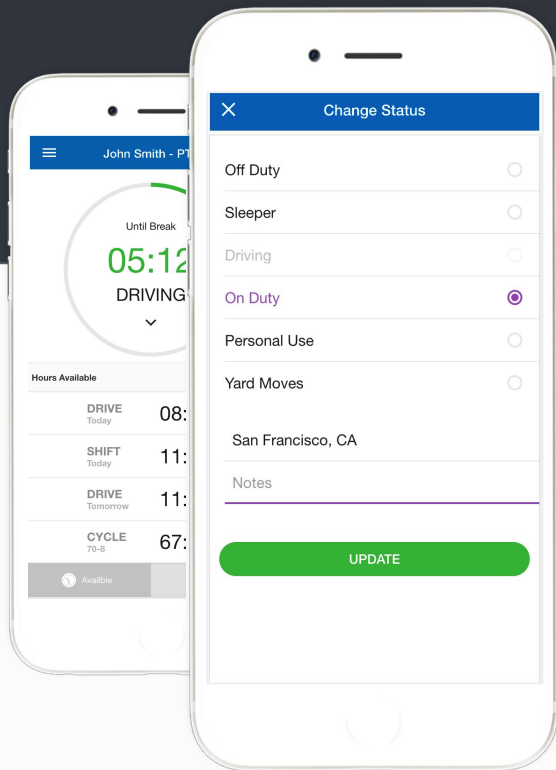 John Smith - PT
Until Break
05:12
DRIVING
Hours Available
DRIVE
Today
08:
SHIFT
Today
11:
DRIVE
Tomorrow
11:
CYCLE
70-8
67:
Availble
Change Status
Off Duty
Sleeper
Driving
On Duty
Personal Use
Yard Moves
San Francisco, CA
Notes
UPDATE